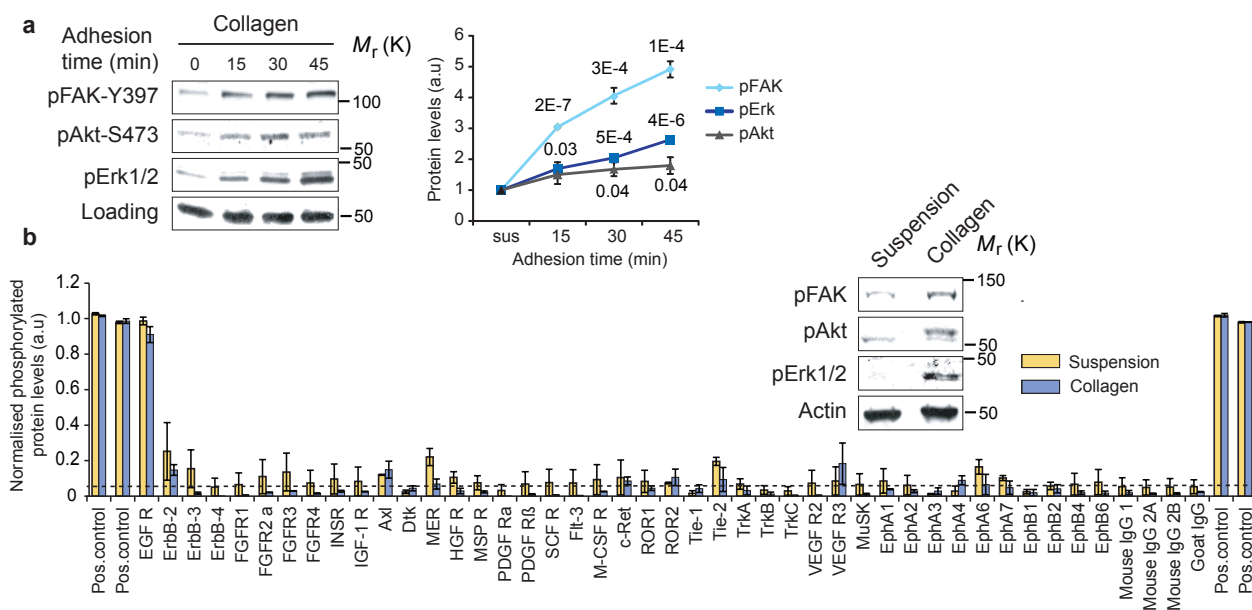 a
Collagen
Adhesion
time (min)
0 15 30 45
Mr (K)
pFAK-Y397
100
pAkt-S473
50
50
pErk1/2
Loading
50
Protein levels (a.u)
6
5
4
3
2
1
0
2E-7
3E-4
1E-4
0.03
5E-4
4E-6
0.04
0.04
sus 15 30 45
Adhesion time (min)
pFAK
pErk
pAkt
b
Normalised phosphorylated
protein levels (a.u)
1.2
1.0
0.8
0.6
0.4
0.2
0
Suspension
Collagen
Mr (K)
150
pFAK
pAkt
50
50
pErk1/2
Actin
50
Suspension
Collagen
Pos.control
Pos.control
EGF R
ErbB-2
ErbB-3
ErbB-4
FGFR1
FGFR2 a
FGFR3
FGFR4
INSR
IGF-1 R
Axl
Dtk
MER
HGF R
MSP R
PDGF Ra
PDGF Rß
SCF R
Flt-3
M-CSF R
c-Ret
ROR1
ROR2
Tie-1
Tie-2
TrkA
TrkB
TrkC
VEGF R2
VEGF R3
MuSK
EphA1
EphA2
EphA3
EphA4
EphA6
EphA7
EphB1
EphB2
EphB4
EphB6
Mouse IgG 1
Mouse IgG 2A
Mouse IgG 2B
Goat IgG
Pos.control
Pos.control